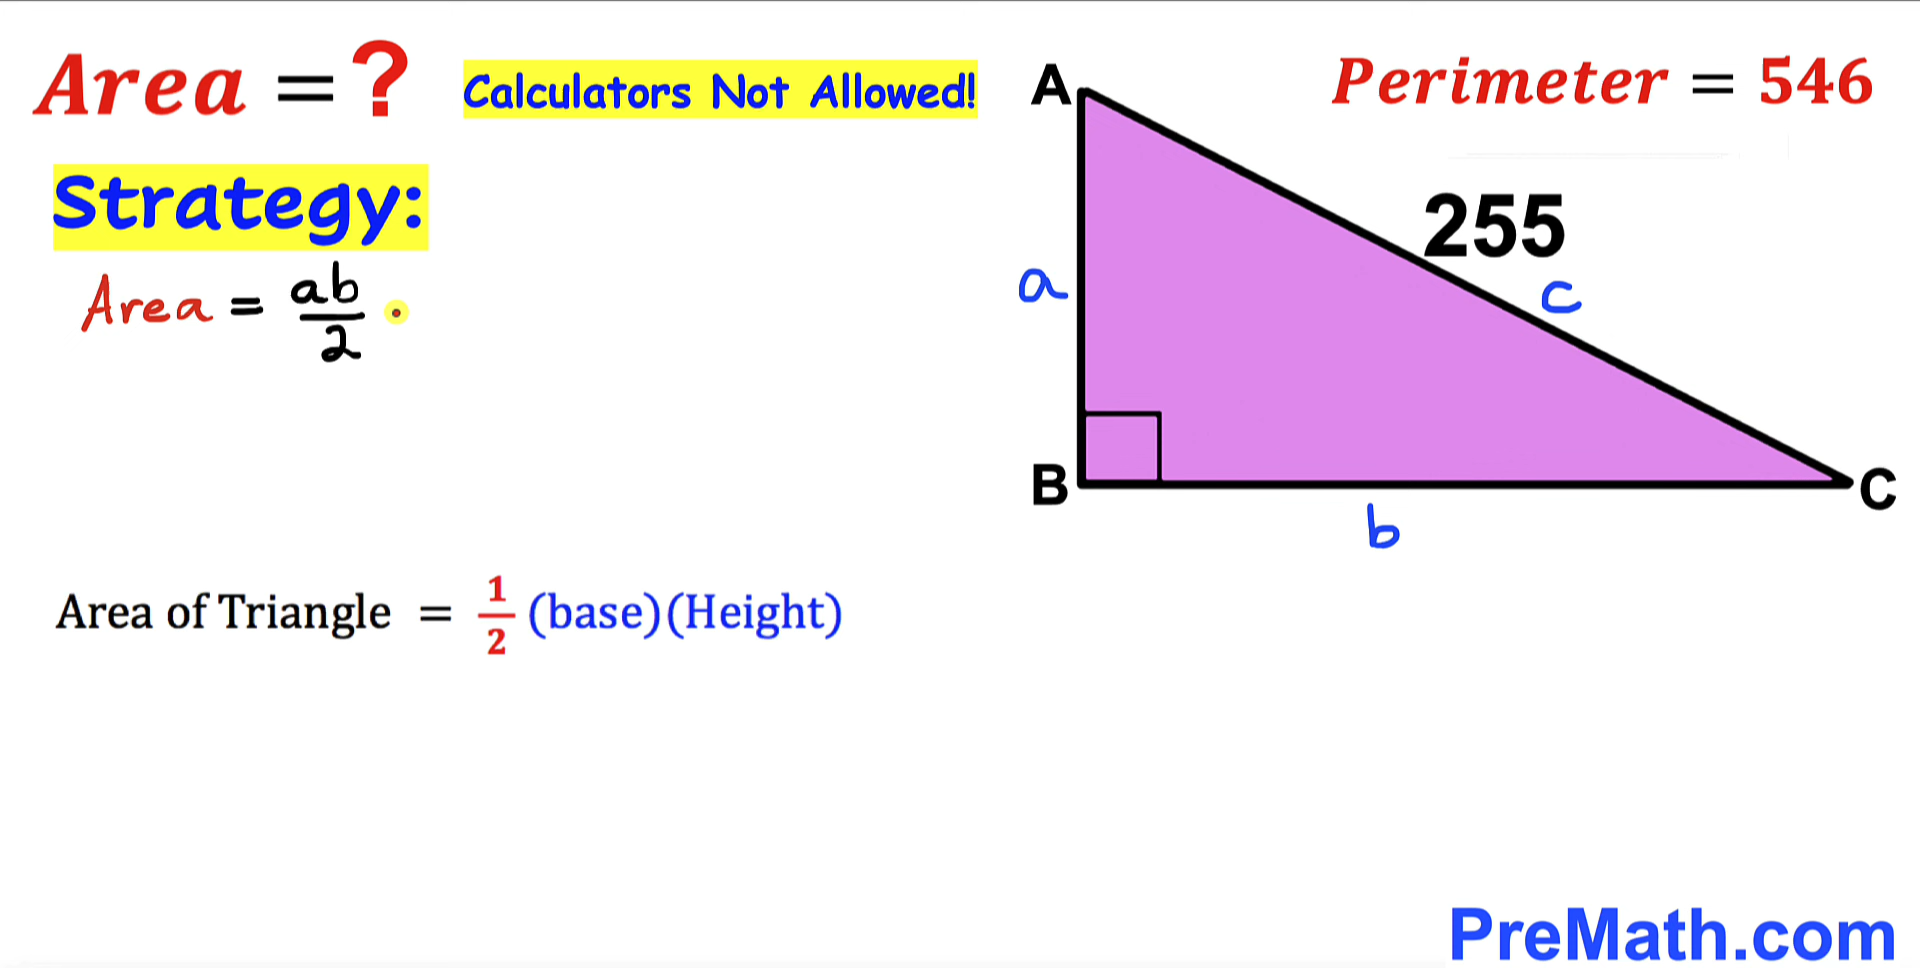 Area = ? Calculators Not Allowed! Perimeter = 546
Strategy:
Area = ab/2
Area of Triangle = 1/2 (base)(Height)
A
255
a
c
B
C
b
PreMath.com